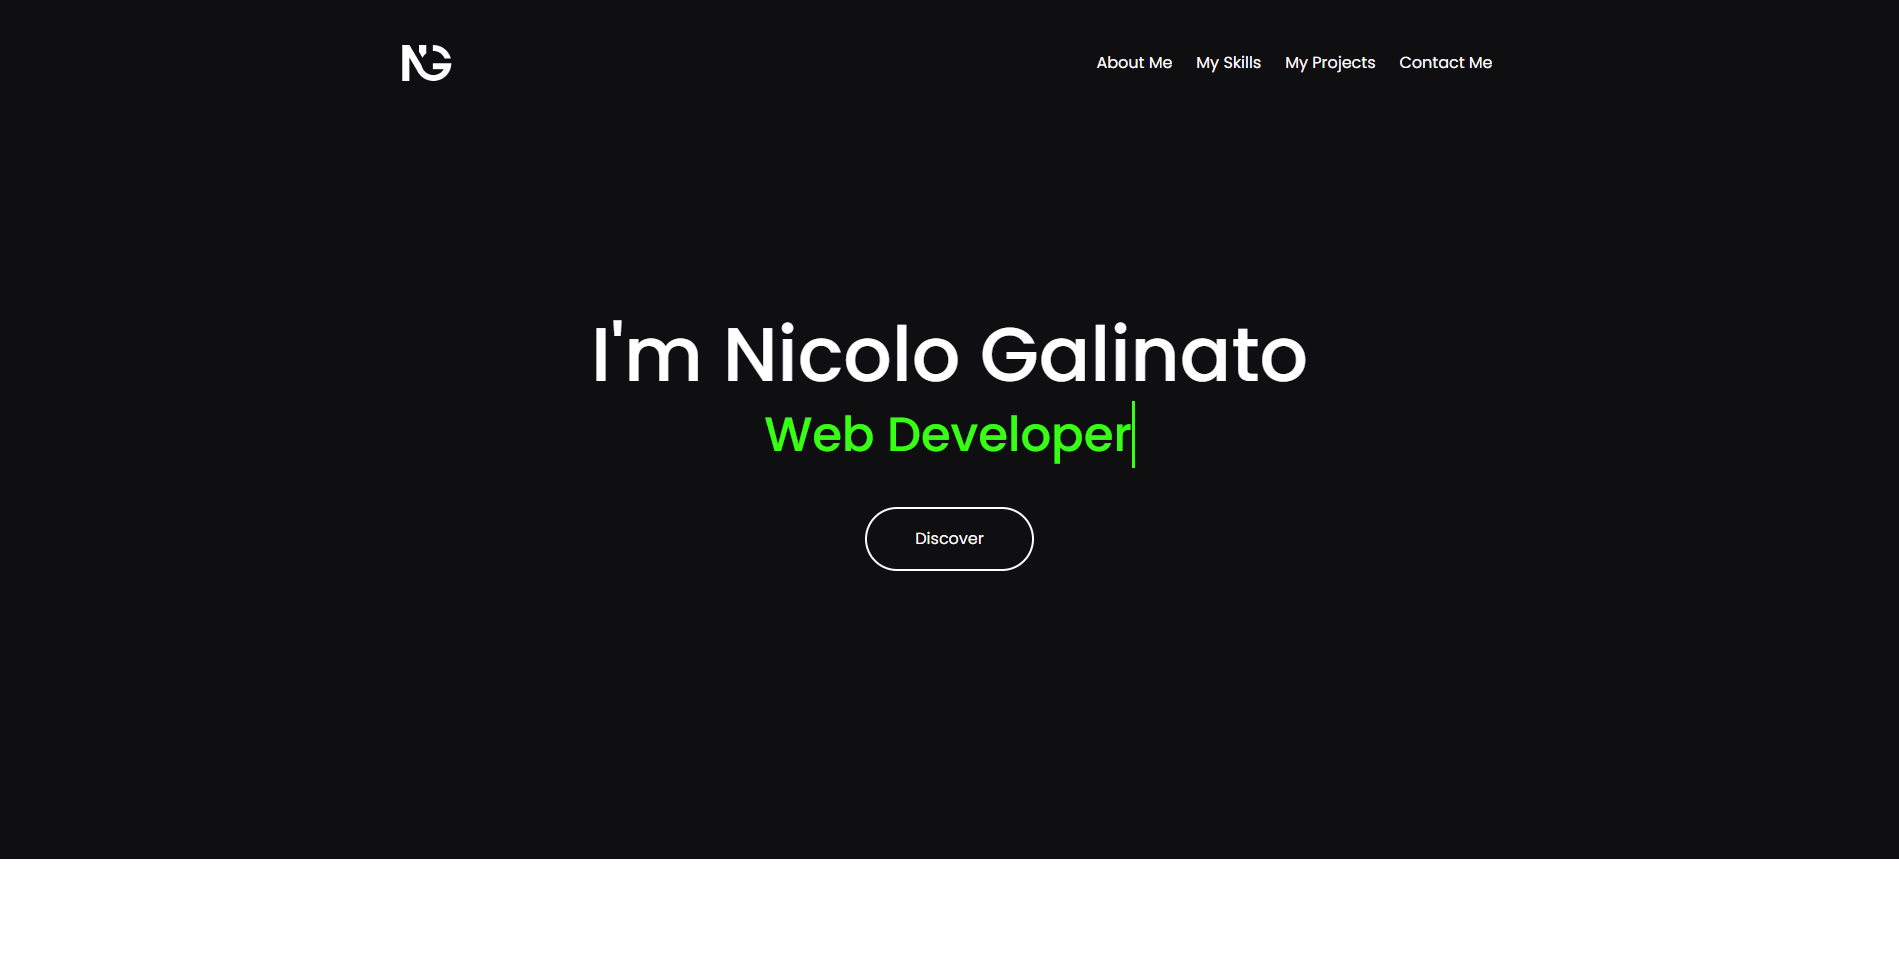 NG
About Me My Skills My Projects Contact Me
I'm Nicolo Galinato
Web Developer
Discover